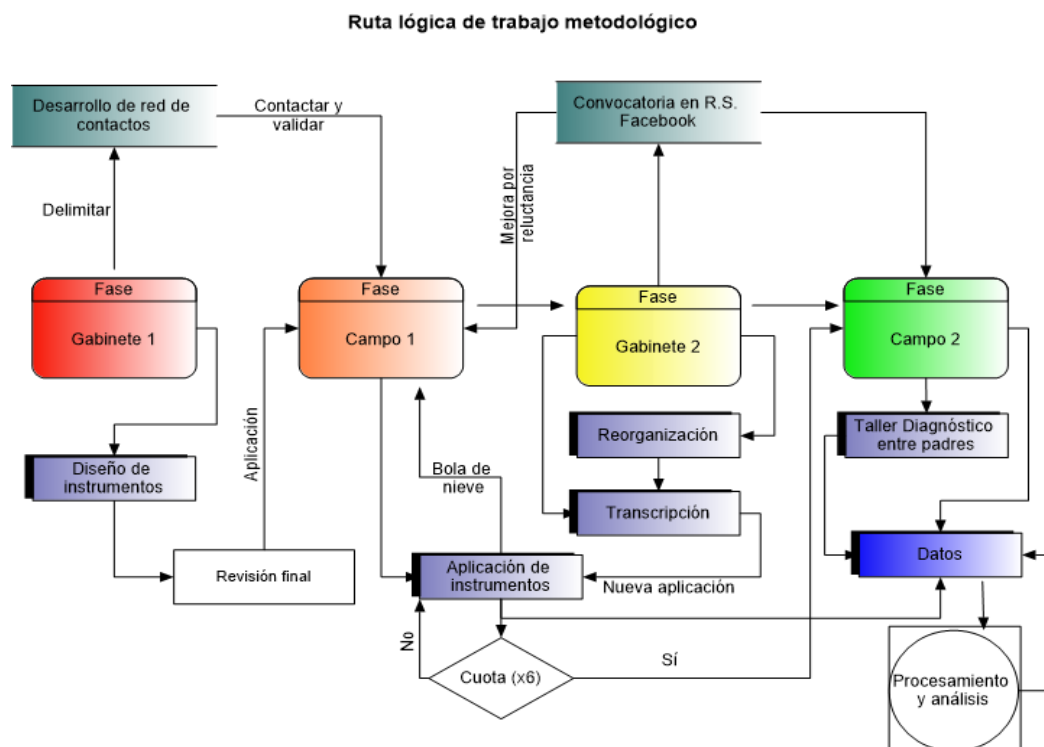 Ruta lógica de trabajo metodológico
Desarrollo de red de
contactos
Contactar y
validar
Convocatoria en R.S.
Facebook
Delimitar
Mejora por
reluctancia
Fase
Gabinete 1
Fase
Campo 1
Fase
Gabinete 2
Fase
Campo 2
Aplicación
Diseño de
instrumentos
Bola de
nieve
Reorganización
Taller Diagnóstico
entre padres
Transcripción
Revisión final
Aplicación de
instrumentos
Nueva aplicación
Datos
No
Cuota (x6)
Sí
Procesamiento
y análisis